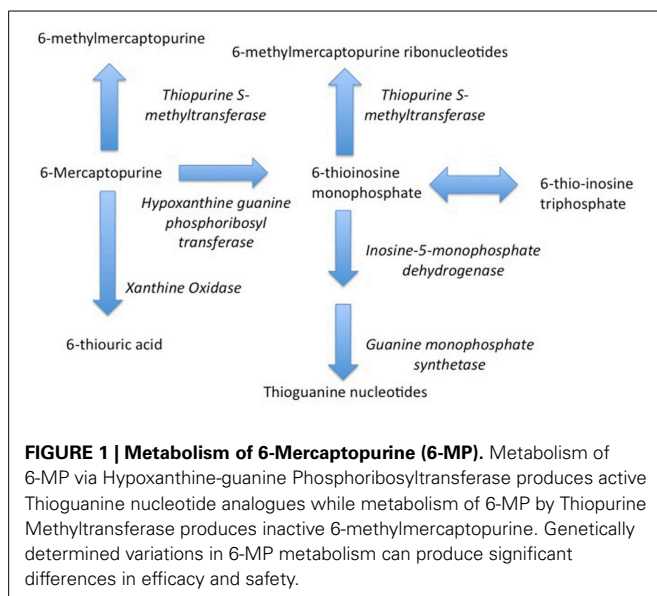 6-methylmercaptopurine
6-methylmercaptopurine ribonucleotides
Thiopurine S-
methyltransferase
Thiopurine S-
methyltransferase
6-Mercaptopurine
6-thioinosine
monophosphate
6-thio-inosine
triphosphate
Hypoxanthine guanine
phosphoribosyl
transferase
Inosine-5-monophosphate
dehydrogenase
Xanthine Oxidase
6-thiouric acid
Guanine monophosphate
synthetase
Thioguanine nucleotides
FIGURE 1 | Metabolism of 6-Mercaptopurine (6-MP). Metabolism of
6-MP via Hypoxanthine-guanine Phosphoribosyltransferase produces active
Thioguanine nucleotide analogues while metabolism of 6-MP by Thiopurine
Methyltransferase produces inactive 6-methylmercaptopurine. Genetically
determined variations in 6-MP metabolism can produce significant
differences in efficacy and safety.